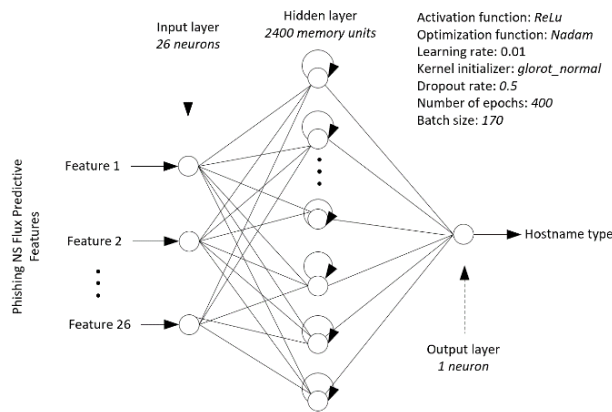 Input layer
26 neurons
Hidden layer
2400 memory units
Activation function: ReLu
Optimization function: Nadam
Learning rate: 0.01
Kernel initializer: glorot_normal
Dropout rate: 0.5
Number of epochs: 400
Batch size: 170
Phishing NS Flux Predictive
Features
Feature 1
Feature 2
Feature 26
Hostname type
Output layer
1 neuron